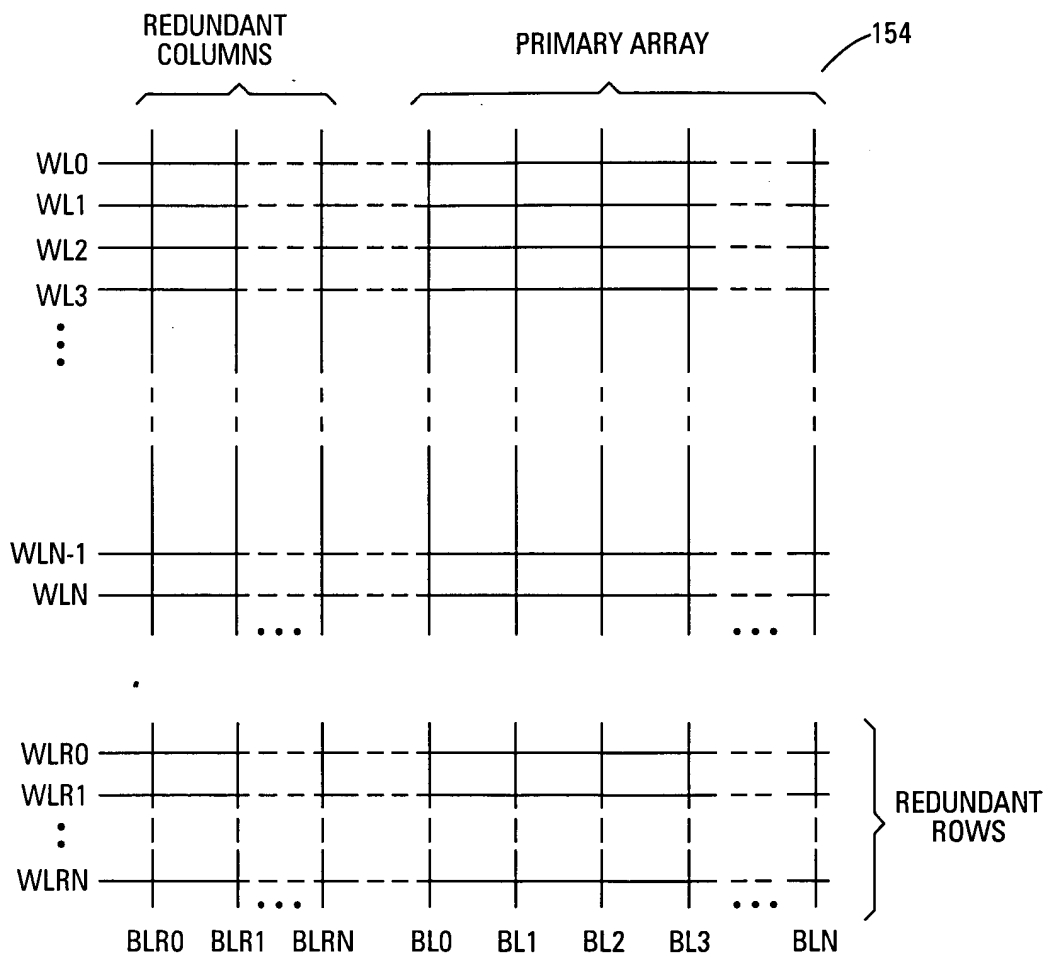 REDUNDANT
COLUMNS
PRIMARY ARRAY
154
WL0
WL1
WL2
WL3
WLN-1
WLN
WLR0
WLR1
WLRN
REDUNDANT
ROWS
BLR0 BLR1 BLRN BL0 BL1 BL2 BL3 BLN